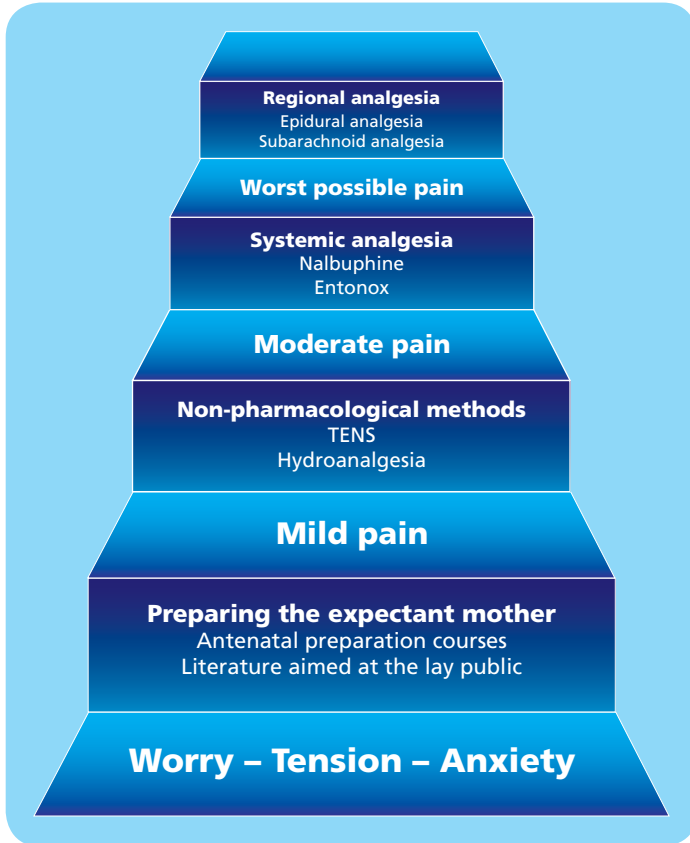 Regional analgesia
Epidural analgesia
Subarachnoid analgesia
Worst possible pain
Systemic analgesia
Nalbuphine
Entonox
Moderate pain
Non-pharmacological methods
TENS
Hydroanalgesia
Mild pain
Preparing the expectant mother
Antenatal preparation courses
Literature aimed at the lay public
Worry – Tension – Anxiety